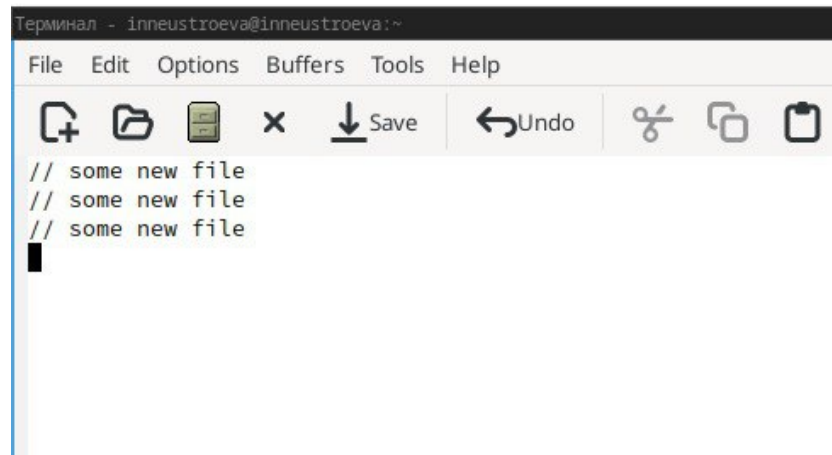 Терминал - inneustroeva@inneustroeva:~
File Edit Options Buffers Tools Help
Save Undo
// some new file
// some new file
// some new file